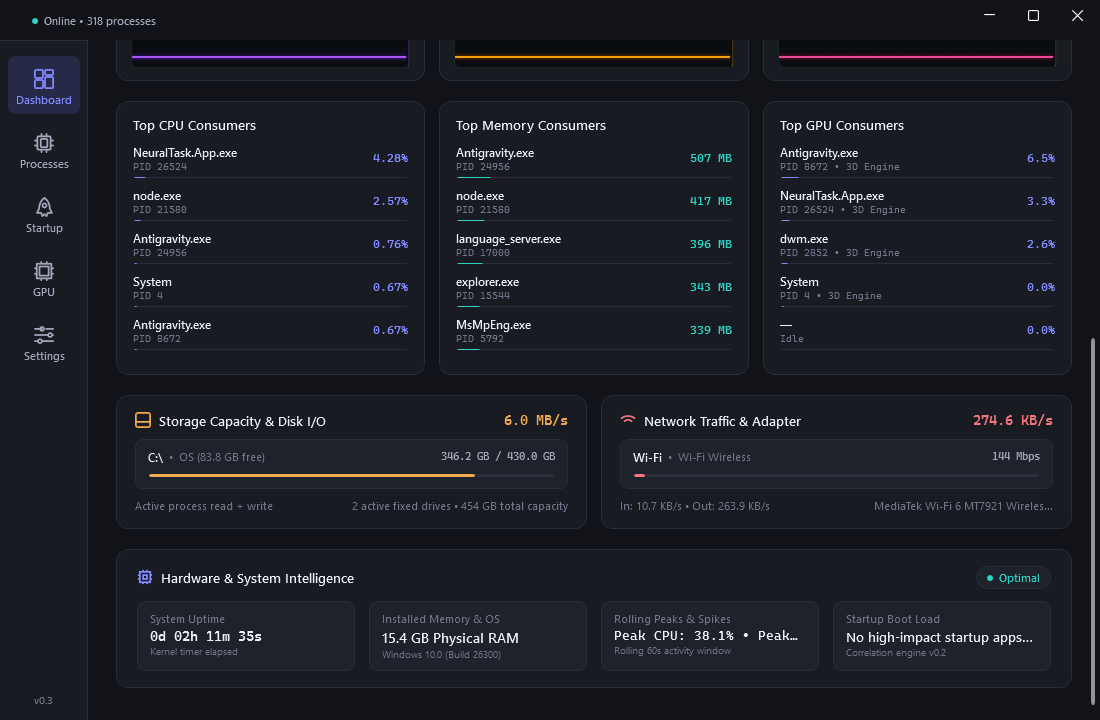 Online • 318 processes
Dashboard
Processes
Startup
GPU
Settings
v0.3
Top CPU Consumers
NeuralTask.App.exe 4.28%
PID 26524
node.exe 2.57%
PID 21580
Antigravity.exe 0.76%
PID 24956
System 0.67%
PID 4
Antigravity.exe 0.67%
PID 8672
Top Memory Consumers
Antigravity.exe 507 MB
PID 24956
node.exe 417 MB
PID 21580
language_server.exe 396 MB
PID 17000
explorer.exe 343 MB
PID 15544
MsMpEng.exe 339 MB
PID 5792
Top GPU Consumers
Antigravity.exe 6.5%
PID 8672 • 3D Engine
NeuralTask.App.exe 3.3%
PID 26524 • 3D Engine
dwm.exe 2.6%
PID 2852 • 3D Engine
System 0.0%
PID 4 • 3D Engine
— 0.0%
Idle
Storage Capacity & Disk I/O 6.0 MB/s
C:\ • OS (83.8 GB free) 346.2 GB / 430.0 GB
Active process read + write 2 active fixed drives • 454 GB total capacity
Network Traffic & Adapter 274.6 KB/s
Wi-Fi • Wi-Fi Wireless 144 Mbps
In: 10.7 KB/s • Out: 263.9 KB/s MediaTek Wi-Fi 6 MT7921 Wireles...
Hardware & System Intelligence Optimal
System Uptime
0d 02h 11m 35s
Kernel timer elapsed
Installed Memory & OS
15.4 GB Physical RAM
Windows 10.0 (Build 26300)
Rolling Peaks & Spikes
Peak CPU: 38.1% • Peak…
Rolling 60s activity window
Startup Boot Load
No high-impact startup apps...
Correlation engine v0.2